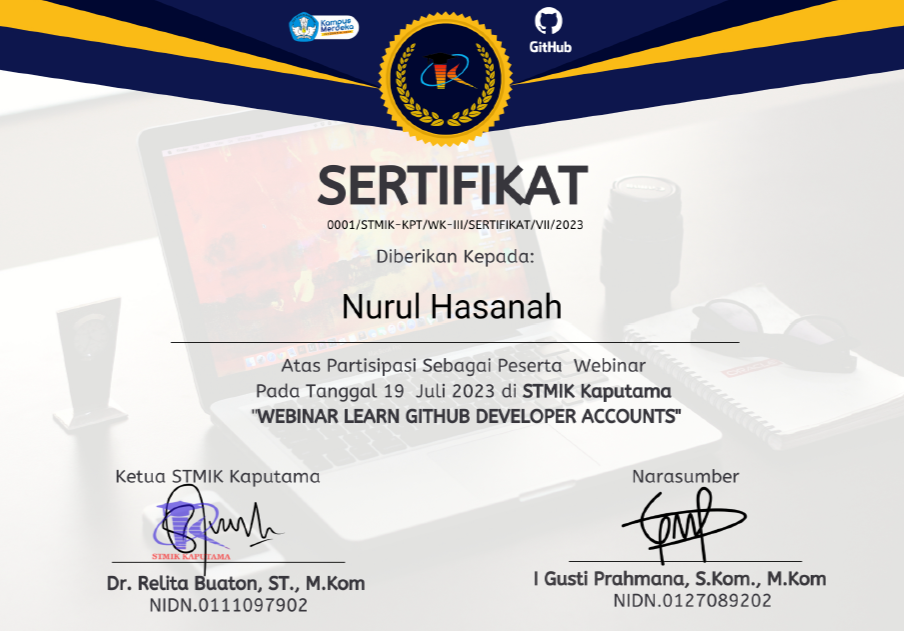 Kampus
Merdeka
GitHub
SERTIFIKAT
0001/STMIK-KPT/WK-III/SERTIFIKAT/VII/2023
Diberikan Kepada:
Nurul Hasanah
Atas Partisipasi Sebagai Peserta Webinar
Pada Tanggal 19 Juli 2023 di STMIK Kaputama
"WEBINAR LEARN GITHUB DEVELOPER ACCOUNTS"
Ketua STMIK Kaputama
Narasumber
STMIK KAPUTAMA
Dr. Relita Buaton, ST., M.Kom
NIDN.0111097902
I Gusti Prahmana, S.Kom., M.Kom
NIDN.0127089202